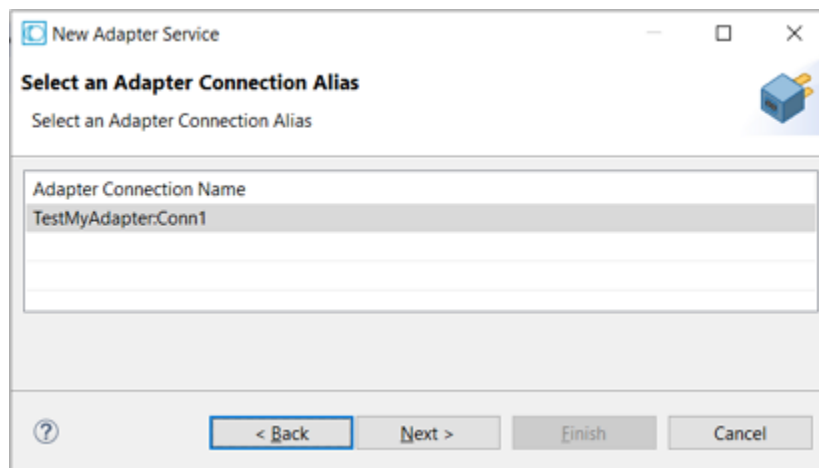 New Adapter Service
Select an Adapter Connection Alias
Select an Adapter Connection Alias
Adapter Connection Name
TestMyAdapter:Conn1
?
< Back Next > Finish Cancel